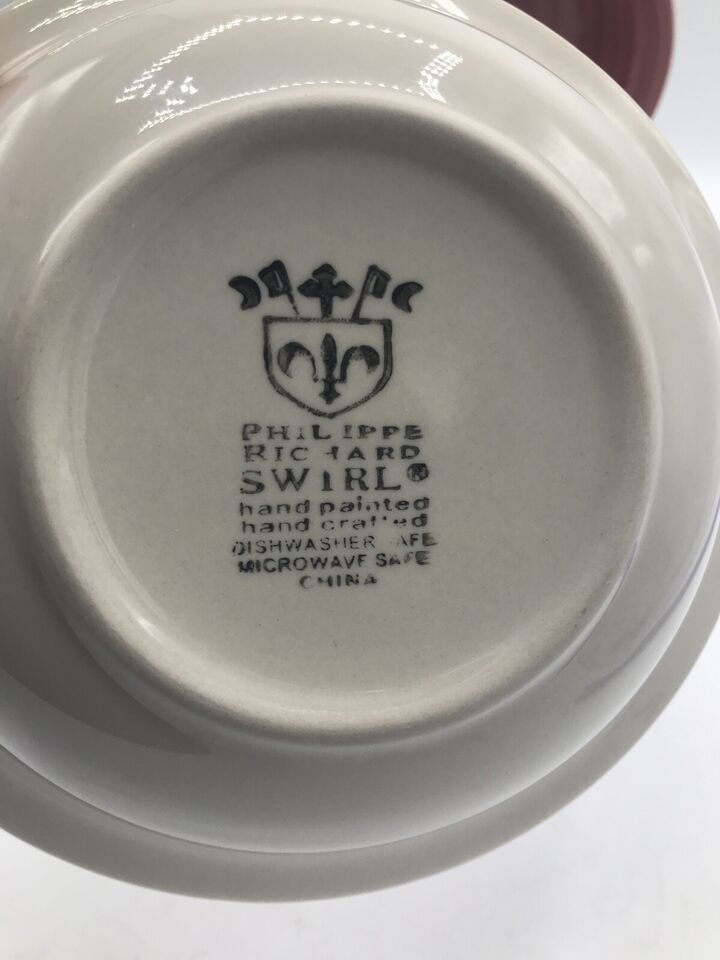 PHILIPPE
RICHARD
SWIRL®
hand painted
hand crafted
DISHWASHER SAFE
MICROWAVE SAFE
CHINA